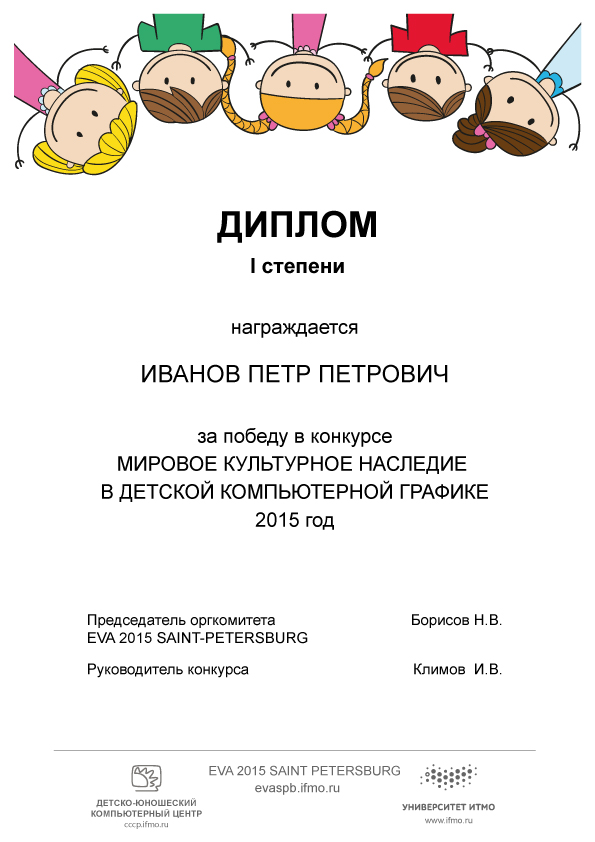 ДИПЛОМ
I степени
награждается
ИВАНОВ ПЕТР ПЕТРОВИЧ
за победу в конкурсе
МИРОВОЕ КУЛЬТУРНОЕ НАСЛЕДИЕ
В ДЕТСКОЙ КОМПЬЮТЕРНОЙ ГРАФИКЕ
2015 год
Председатель оргкомитета Борисов Н.В.
EVA 2015 SAINT-PETERSBURG
Руководитель конкурса Климов И.В.
EVA 2015 SAINT PETERSBURG
evaspb.ifmo.ru
ДЕТСКО-ЮНОШЕСКИЙ
КОМПЬЮТЕРНЫЙ ЦЕНТР
cccp.ifmo.ru
УНИВЕРСИТЕТ ИТМО
www.ifmo.ru